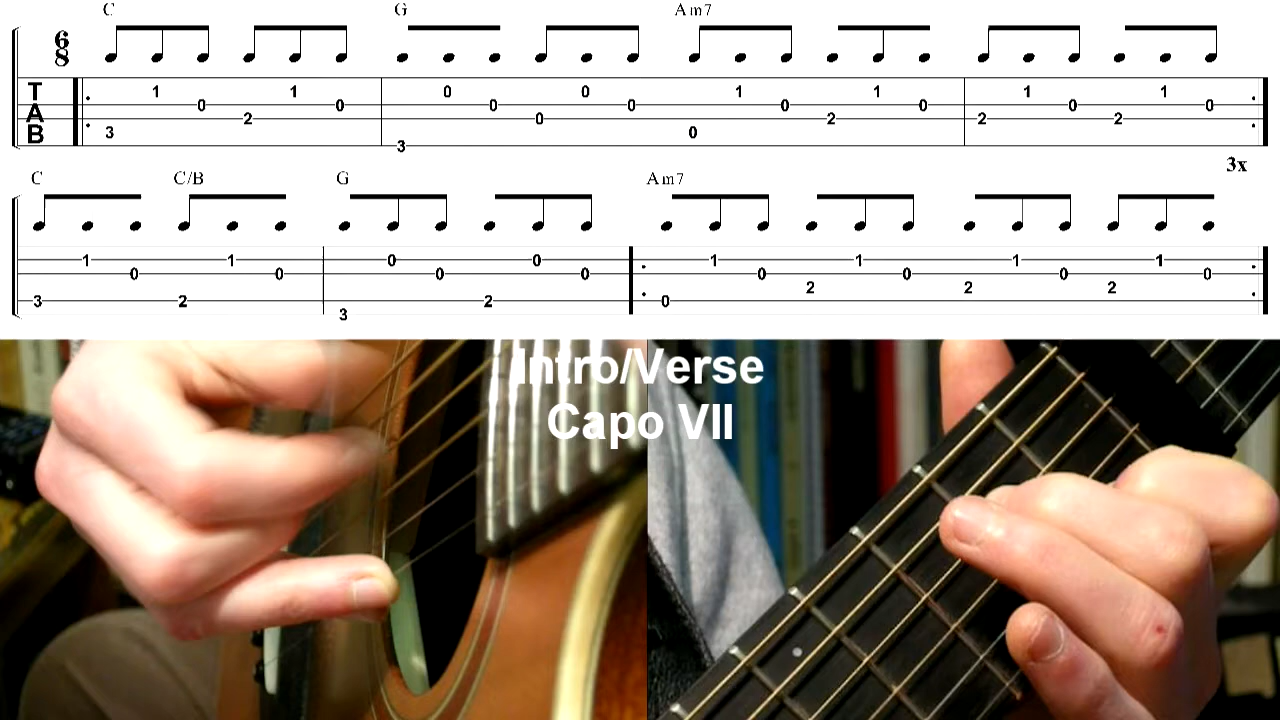 C G Am7
6
8
T 1 1 0 0 1 1 1 1
0 0 0 0 0 0 0 0
A 2 0 2 2 2
B 3 0
3
3x
C C/B G Am7
1 1 0 0 1 1 1 1
0 0 0 0 0 0 0 0
2 2 2
3 2 2 0
3
Intro/Verse
Capo VII